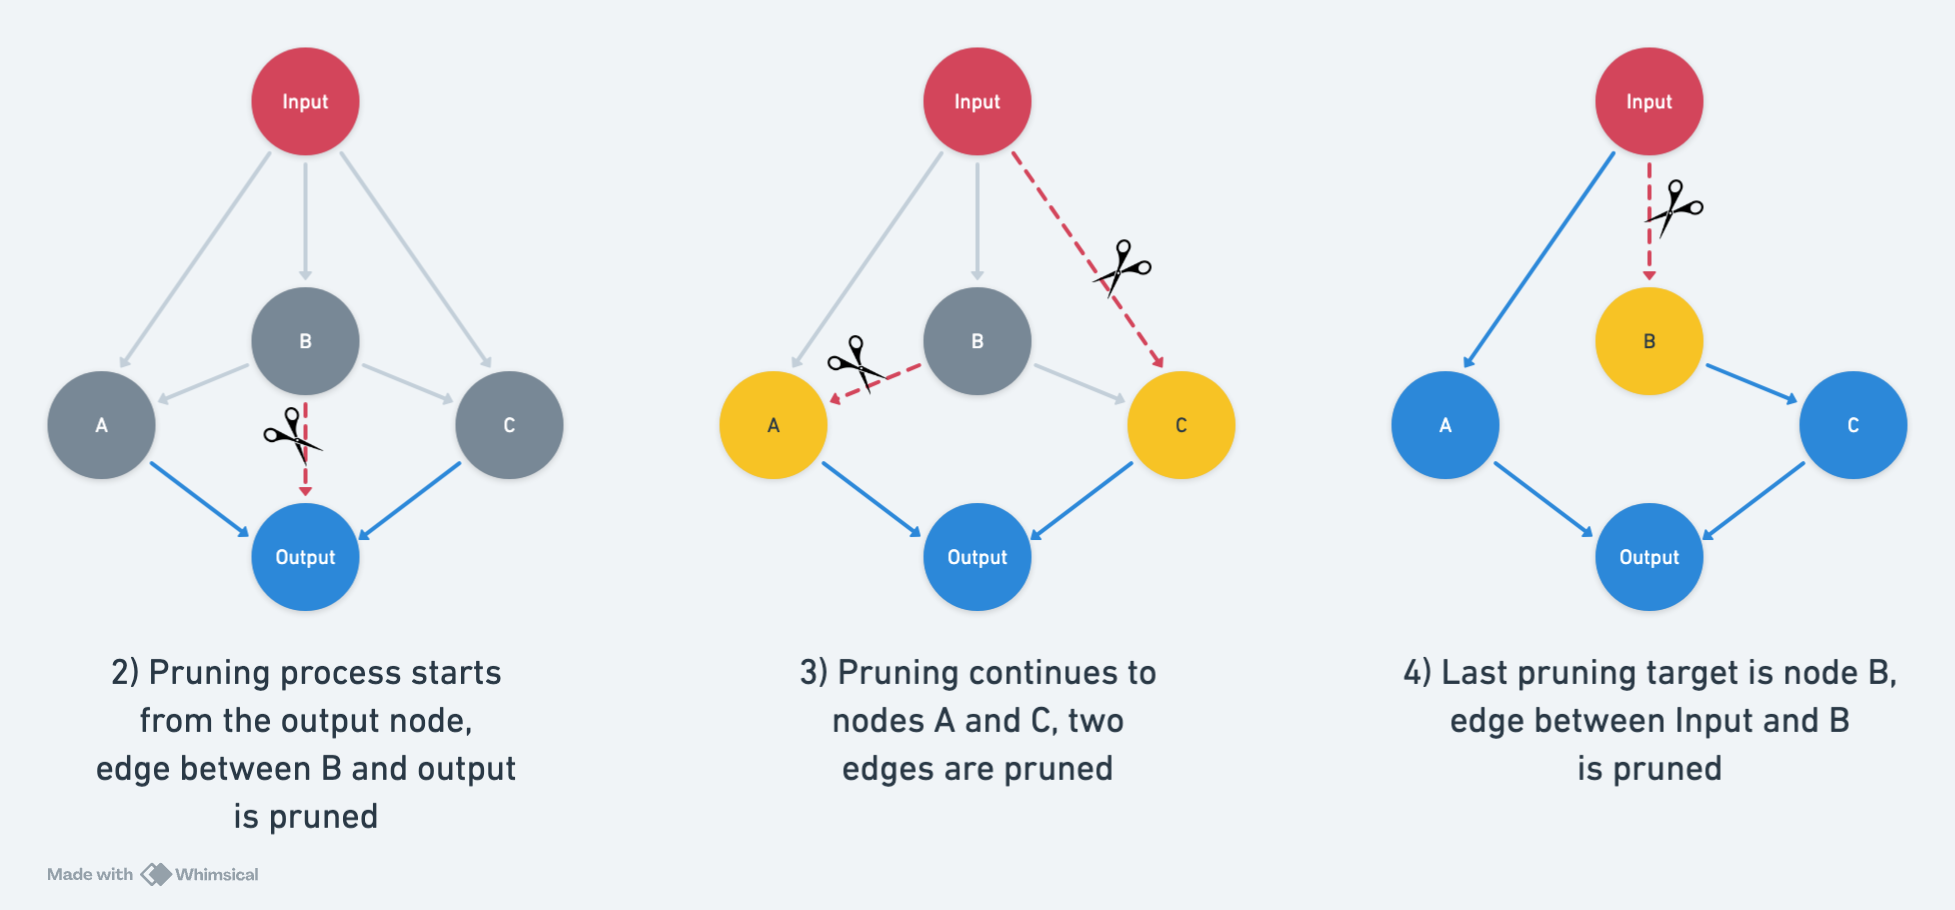 Input
B
A
C
Output
2) Pruning process starts
from the output node,
edge between B and output
is pruned
Input
B
A
C
Output
3) Pruning continues to
nodes A and C, two
edges are pruned
Input
B
A
C
Output
4) Last pruning target is node B,
edge between Input and B
is pruned
Made with Whimsical